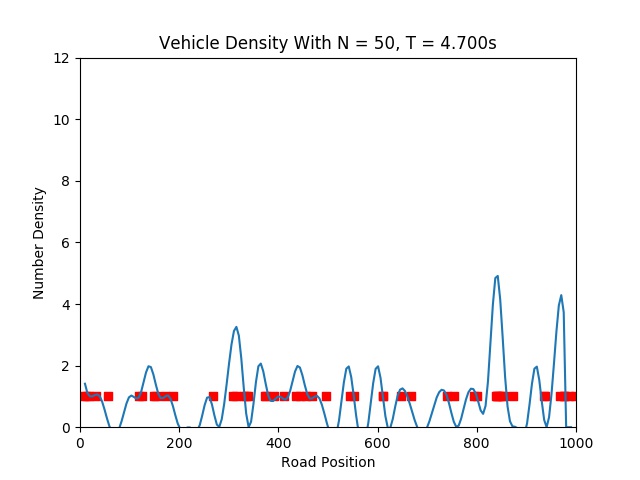 Vehicle Density With N = 50, T = 4.700s
12
10
8
6
4
2
0
Number Density
0 200 400 600 800 1000
Road Position